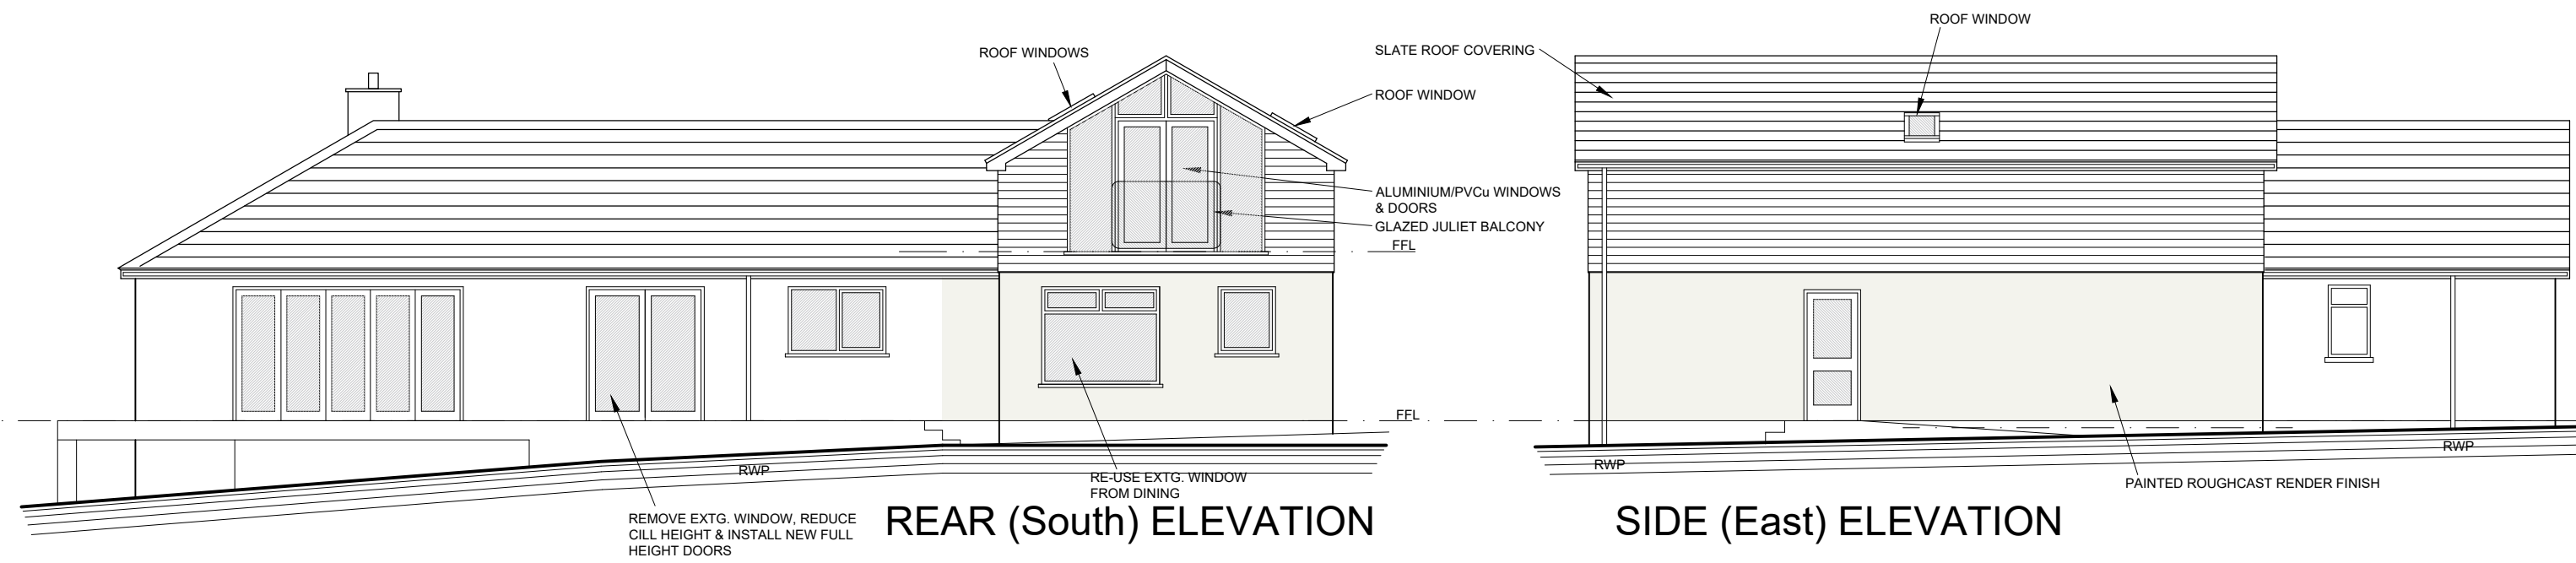 ROOF WINDOWS
SLATE ROOF COVERING
ROOF WINDOW
ROOF WINDOW
ALUMINIUM/PVCu WINDOWS
& DOORS
GLAZED JULIET BALCONY
FFL
FFL
RWP
RE-USE EXTG. WINDOW
FROM DINING
REMOVE EXTG. WINDOW, REDUCE
CILL HEIGHT & INSTALL NEW FULL
HEIGHT DOORS
REAR (South) ELEVATION
RWP
RWP
PAINTED ROUGHCAST RENDER FINISH
SIDE (East) ELEVATION